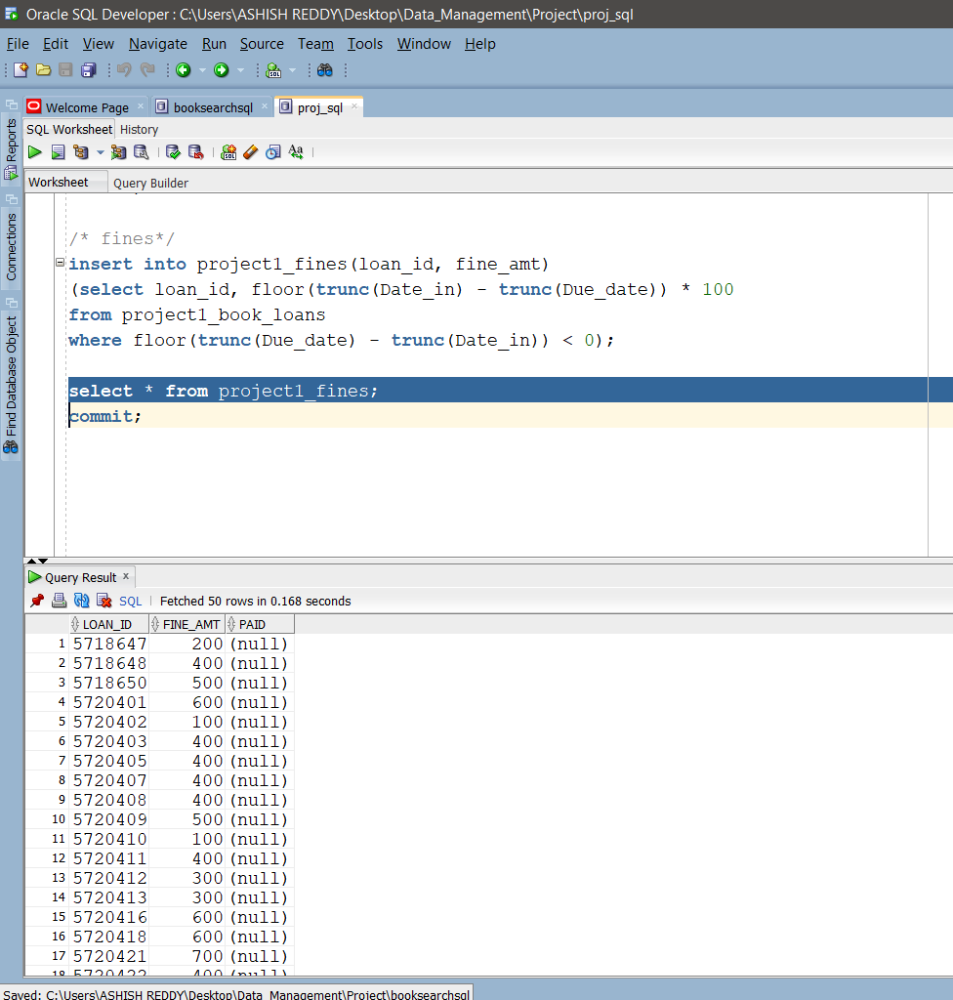 Oracle SQL Developer : C:\Users\ASHISH REDDY\Desktop\Data_Management\Project\proj_sql
File Edit View Navigate Run Source Team Tools Window Help
Welcome Page booksearchsql proj_sql
SQL Worksheet History
Worksheet Query Builder
Reports
Connections
Find Database Object
/* fines*/
insert into project1_fines(loan_id, fine_amt)
(select loan_id, floor(trunc(Date_in) - trunc(Due_date)) * 100
from project1_book_loans
where floor(trunc(Due_date) - trunc(Date_in)) < 0);
select * from project1_fines;
commit;
Query Result
SQL | Fetched 50 rows in 0.168 seconds
LOAN_ID FINE_AMT PAID
1 5718647 200 (null)
2 5718648 400 (null)
3 5718650 500 (null)
4 5720401 600 (null)
5 5720402 100 (null)
6 5720403 400 (null)
7 5720405 400 (null)
8 5720407 400 (null)
9 5720408 400 (null)
10 5720409 500 (null)
11 5720410 100 (null)
12 5720411 400 (null)
13 5720412 300 (null)
14 5720413 300 (null)
15 5720416 600 (null)
16 5720418 600 (null)
17 5720421 700 (null)
18 5720422 400 (null)
Saved: C:\Users\ASHISH REDDY\Desktop\Data_Management\Project\booksearchsql